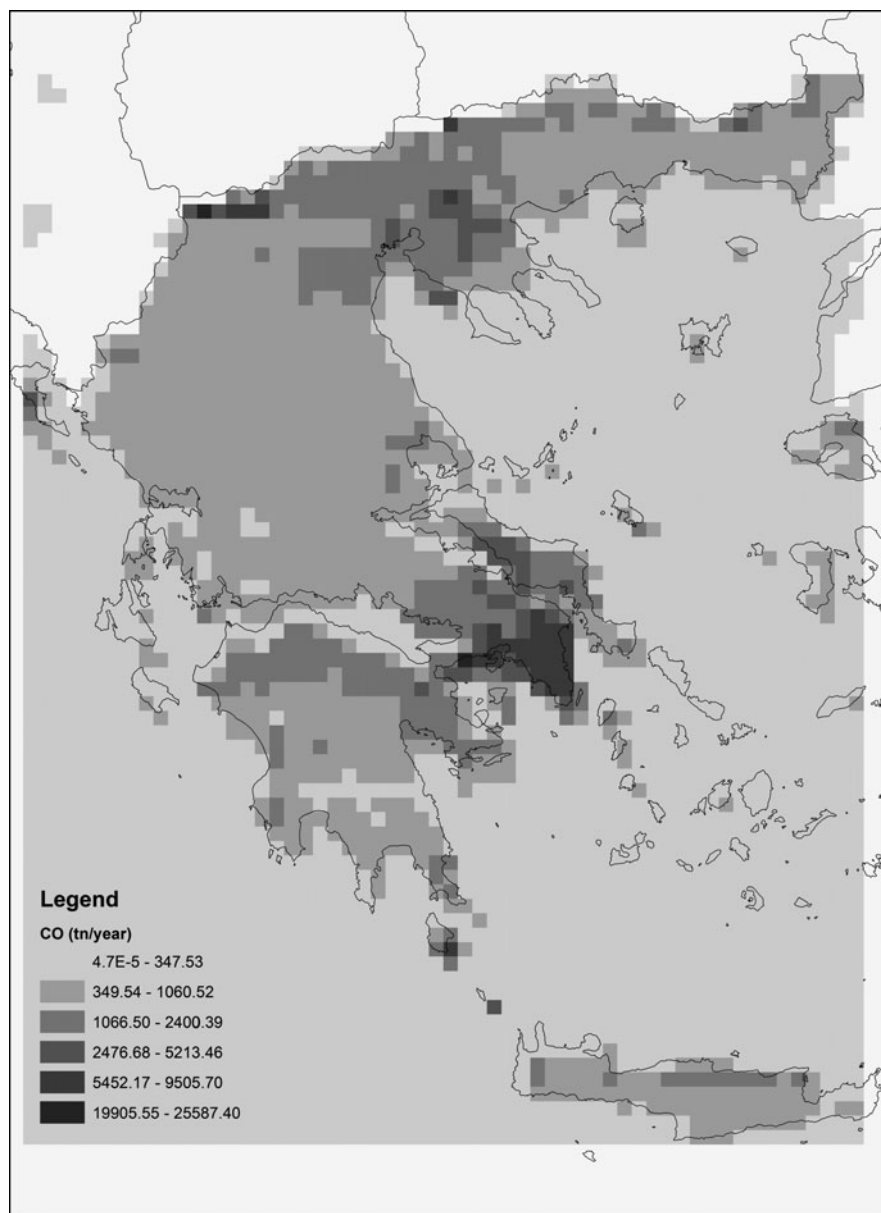 Legend
CO (tn/year)
4.7E-5 - 347.53
349.54 - 1060.52
1066.50 - 2400.39
2476.68 - 5213.46
5452.17 - 9505.70
19905.55 - 25587.40